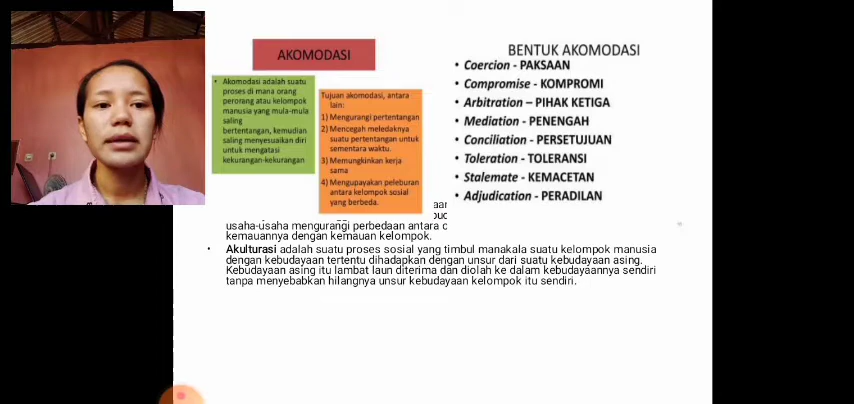 AKOMODASI
• Akomodasi adalah suatu
proses di mana orang
perorang atau kelompok
manusia yang mula-mula
saling
bertentangan, kemudian
saling menyesuaikan diri
untuk mengatasi
kekurangan-kekurangan
Tujuan akomodasi, antara
lain:
1) Mengurangi pertentangan
2) Mencegah meledaknya
suatu pertentangan untuk
sementara waktu.
3) Memungkinkan kerja
sama
4) Mengupayakan peleburan
antara kelompok sosial
yang berbeda.
BENTUK AKOMODASI
• Coercion - PAKSAAN
• Compromise - KOMPROMI
• Arbitration – PIHAK KETIGA
• Mediation - PENENGAH
• Conciliation - PERSETUJUAN
• Toleration - TOLERANSI
• Stalemate - KEMACETAN
• Adjudication - PERADILAN
usaha-usaha mengurangi perbedaan antara
kemauannya dengan kemauan kelompok.
• Akulturasi adalah suatu proses sosial yang timbul manakala suatu kelompok manusia
dengan kebudayaan tertentu dihadapkan dengan unsur dari suatu kebudayaan asing.
Kebudayaan asing itu lambat laun diterima dan diolah ke dalam kebudayaannya sendiri
tanpa menyebabkan hilangnya unsur kebudayaan kelompok itu sendiri.